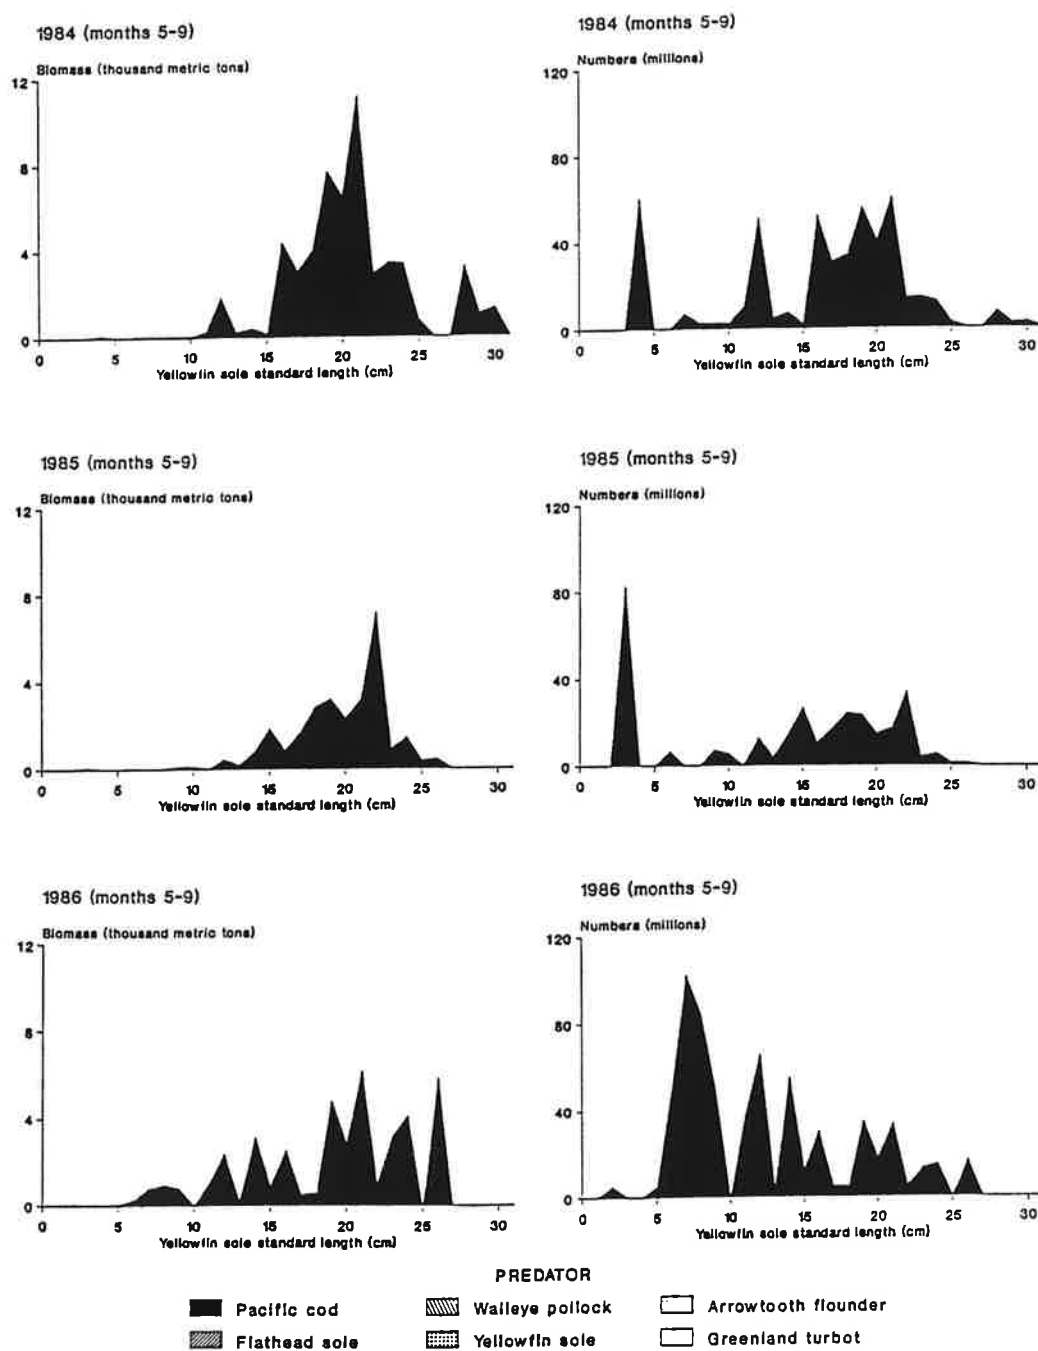 1984 (months 5-9)
Biomass (thousand metric tons)
12
8
4
0
0 5 10 15 20 25 30
Yellowfin sole standard length (cm)
1984 (months 5-9)
Numbers (millions)
120
80
40
0
0 5 10 15 20 25 30
Yellowfin sole standard length (cm)
1985 (months 5-9)
Biomass (thousand metric tons)
12
8
4
0
0 5 10 15 20 25 30
Yellowfin sole standard length (cm)
1985 (months 5-9)
Numbers (millions)
120
80
40
0
0 5 10 15 20 25 30
Yellowfin sole standard length (cm)
1986 (months 5-9)
Biomass (thousand metric tons)
12
8
4
0
0 5 10 15 20 25 30
Yellowfin sole standard length (cm)
1986 (months 5-9)
Numbers (millions)
120
80
40
0
0 5 10 15 20 25 30
Yellowfin sole standard length (cm)
PREDATOR
Pacific cod
Walleye pollock
Arrowtooth flounder
Flathead sole
Yellowfin sole
Greenland turbot